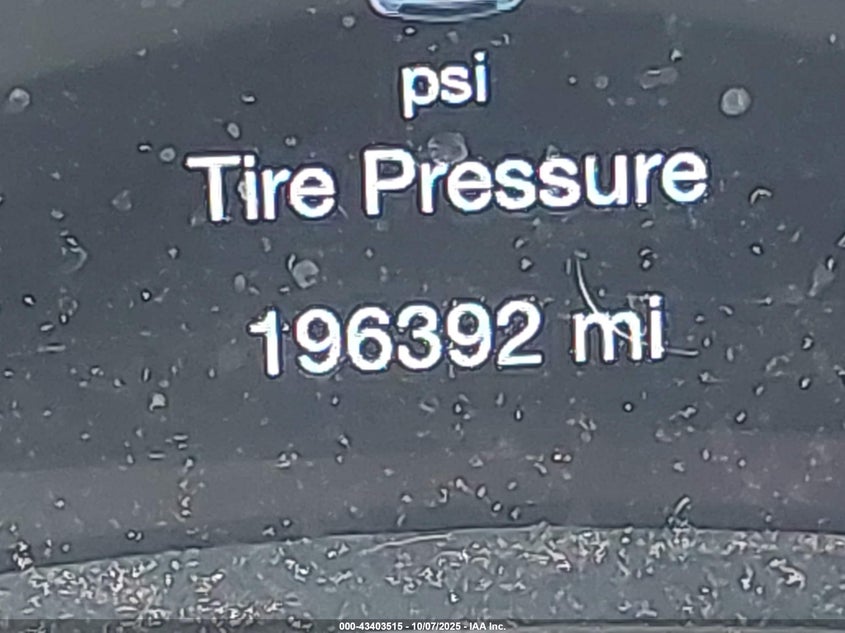 psi
Tire Pressure
196392 mi
000-43403515 - 10/07/2025 - IAA Inc.